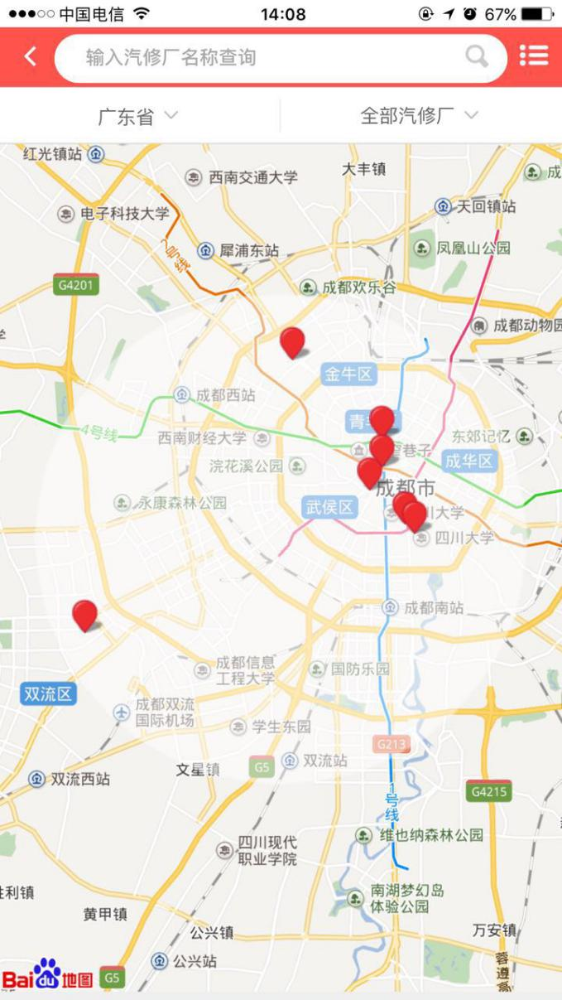 中国电信
14:08
67%
输入汽修厂名称查询
广东省
全部汽修厂
红光镇站
西南交通大学
大丰镇
成
电子科技大学
天回镇站
2号线
犀浦东站
凤凰山公园
G4201
成都欢乐谷
成都动物园
学
金牛区
成都西站
青
4号线
西南财经大学
窄巷子
东郊记忆
浣花溪公园
成华区
成都市
永康森林公园
武侯区
川大学
四川大学
成都南站
成都信息
工程大学
国防乐园
双流区
成都双流
国际机场
学生东园
G213
文星镇
G5
双流站
双流西站
1号线
G4215
维也纳森林公园
四川现代
职业学院
胜利镇
南湖梦幻岛
体验公园
黄甲镇
公兴镇
万安镇
公兴站
蓉遵高
Baidu地图
G5